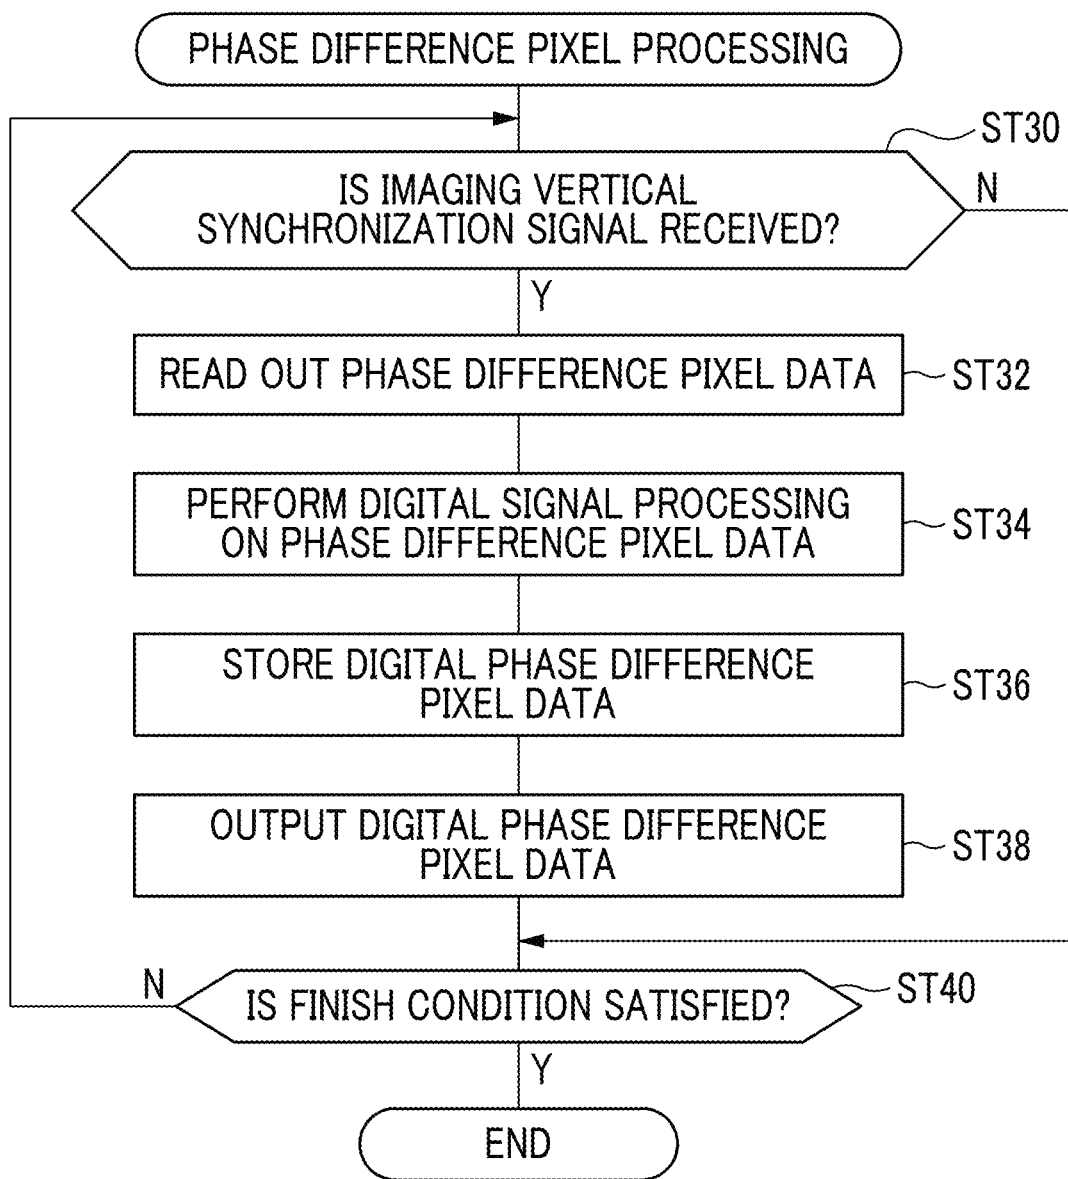 PHASE DIFFERENCE PIXEL PROCESSING
ST30
IS IMAGING VERTICAL
SYNCHRONIZATION SIGNAL RECEIVED?
N
Y
READ OUT PHASE DIFFERENCE PIXEL DATA
ST32
PERFORM DIGITAL SIGNAL PROCESSING
ON PHASE DIFFERENCE PIXEL DATA
ST34
STORE DIGITAL PHASE DIFFERENCE
PIXEL DATA
ST36
OUTPUT DIGITAL PHASE DIFFERENCE
PIXEL DATA
ST38
N
IS FINISH CONDITION SATISFIED?
ST40
Y
END